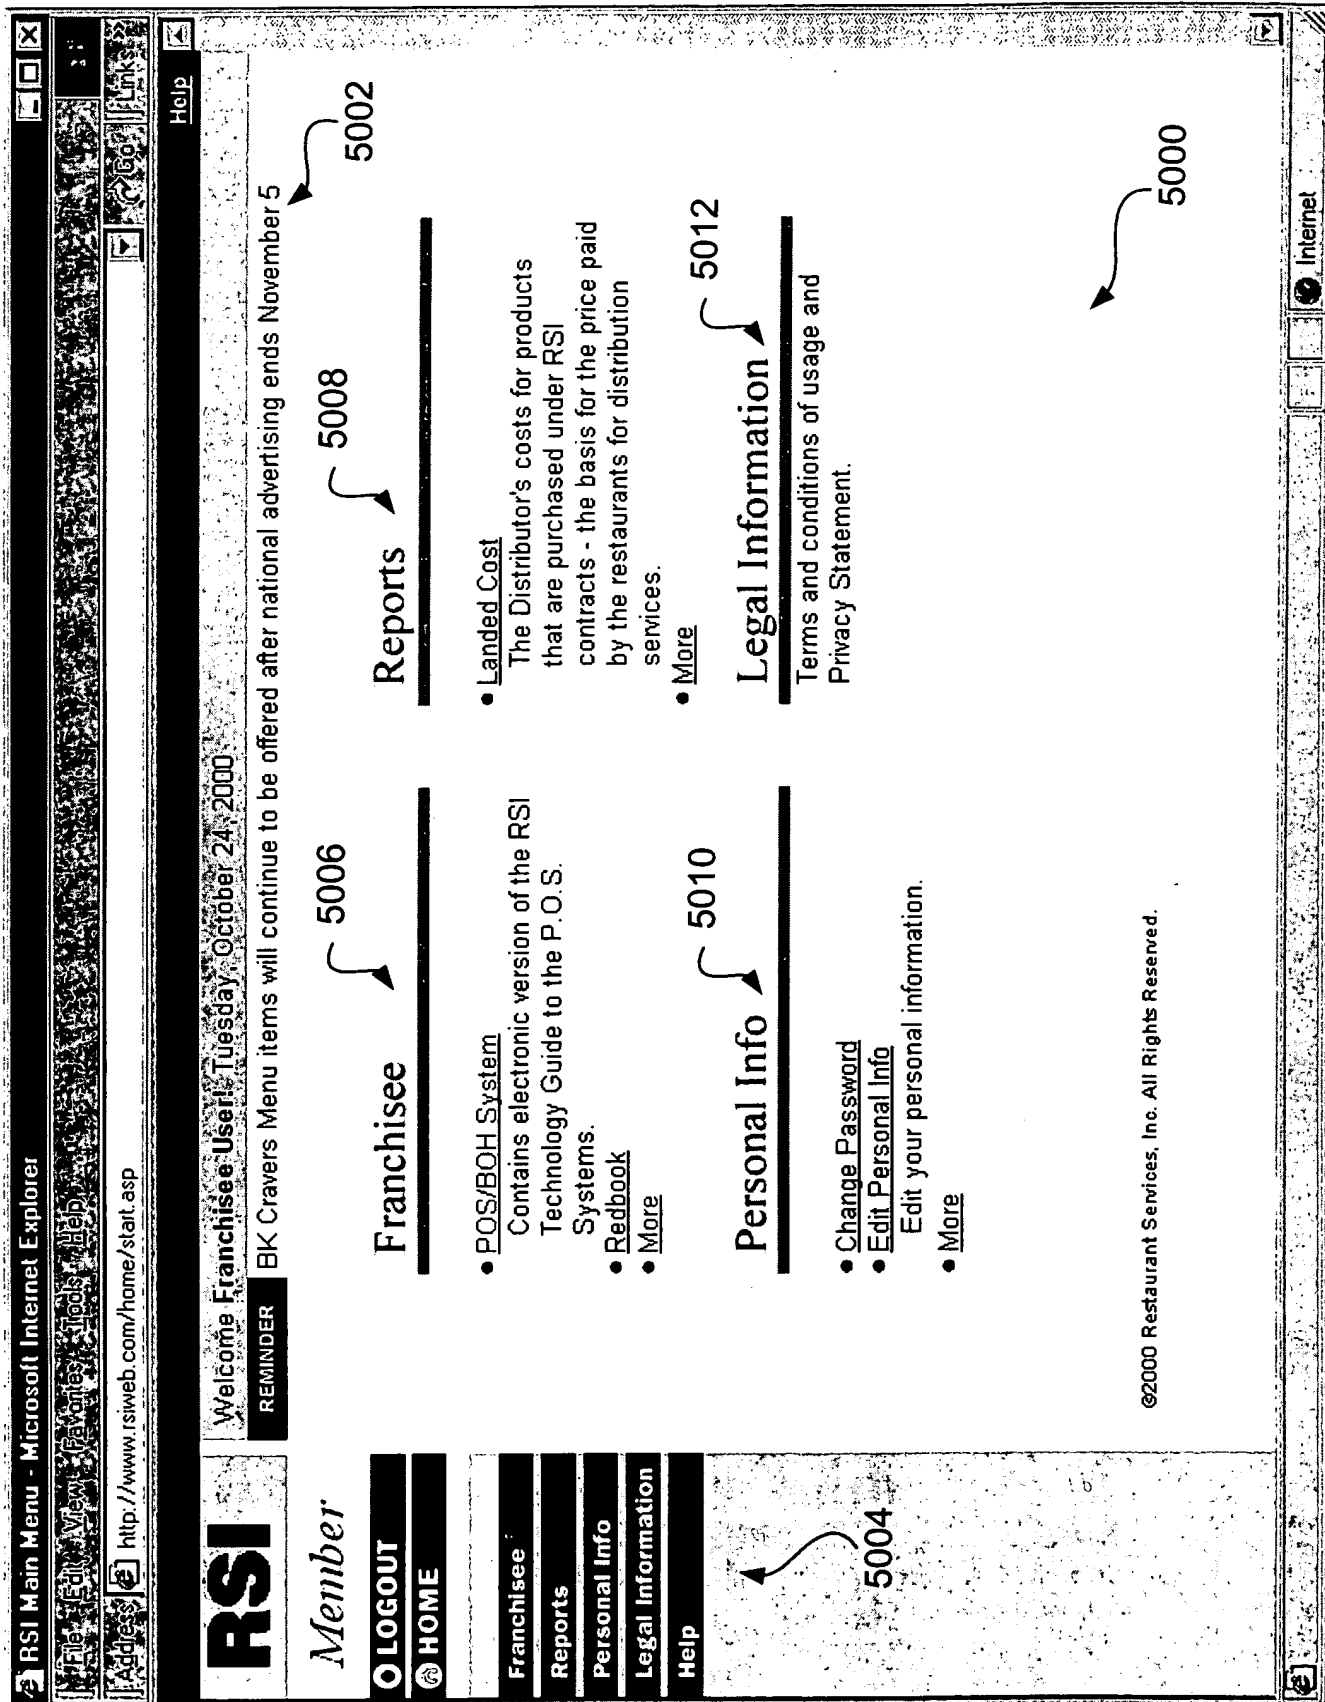 RSI Main Menu - Microsoft Internet Explorer
File Edit View Favorites Tools Help
Address http://www.rsiweb.com/home/start.asp Go Links »
Help
RSI
Welcome Franchisee User! Tuesday, October 24, 2000
REMINDER BK Cravers Menu items will continue to be offered after national advertising ends November 5
5002
Member
LOGOUT
HOME
Franchisee
Reports
Personal Info
Legal Information
Help
5004
5006
Franchisee
• POS/BOH System
Contains electronic version of the RSI
Technology Guide to the P.O.S.
Systems.
• Redbook
• More
5008
Reports
• Landed Cost
The Distributor's costs for products
that are purchased under RSI
contracts - the basis for the price paid
by the restaurants for distribution
services.
• More
5010
Personal Info
• Change Password
• Edit Personal Info
Edit your personal information.
• More
5012
Legal Information
Terms and conditions of usage and
Privacy Statement.
5000
©2000 Restaurant Services, Inc. All Rights Reserved.
Internet